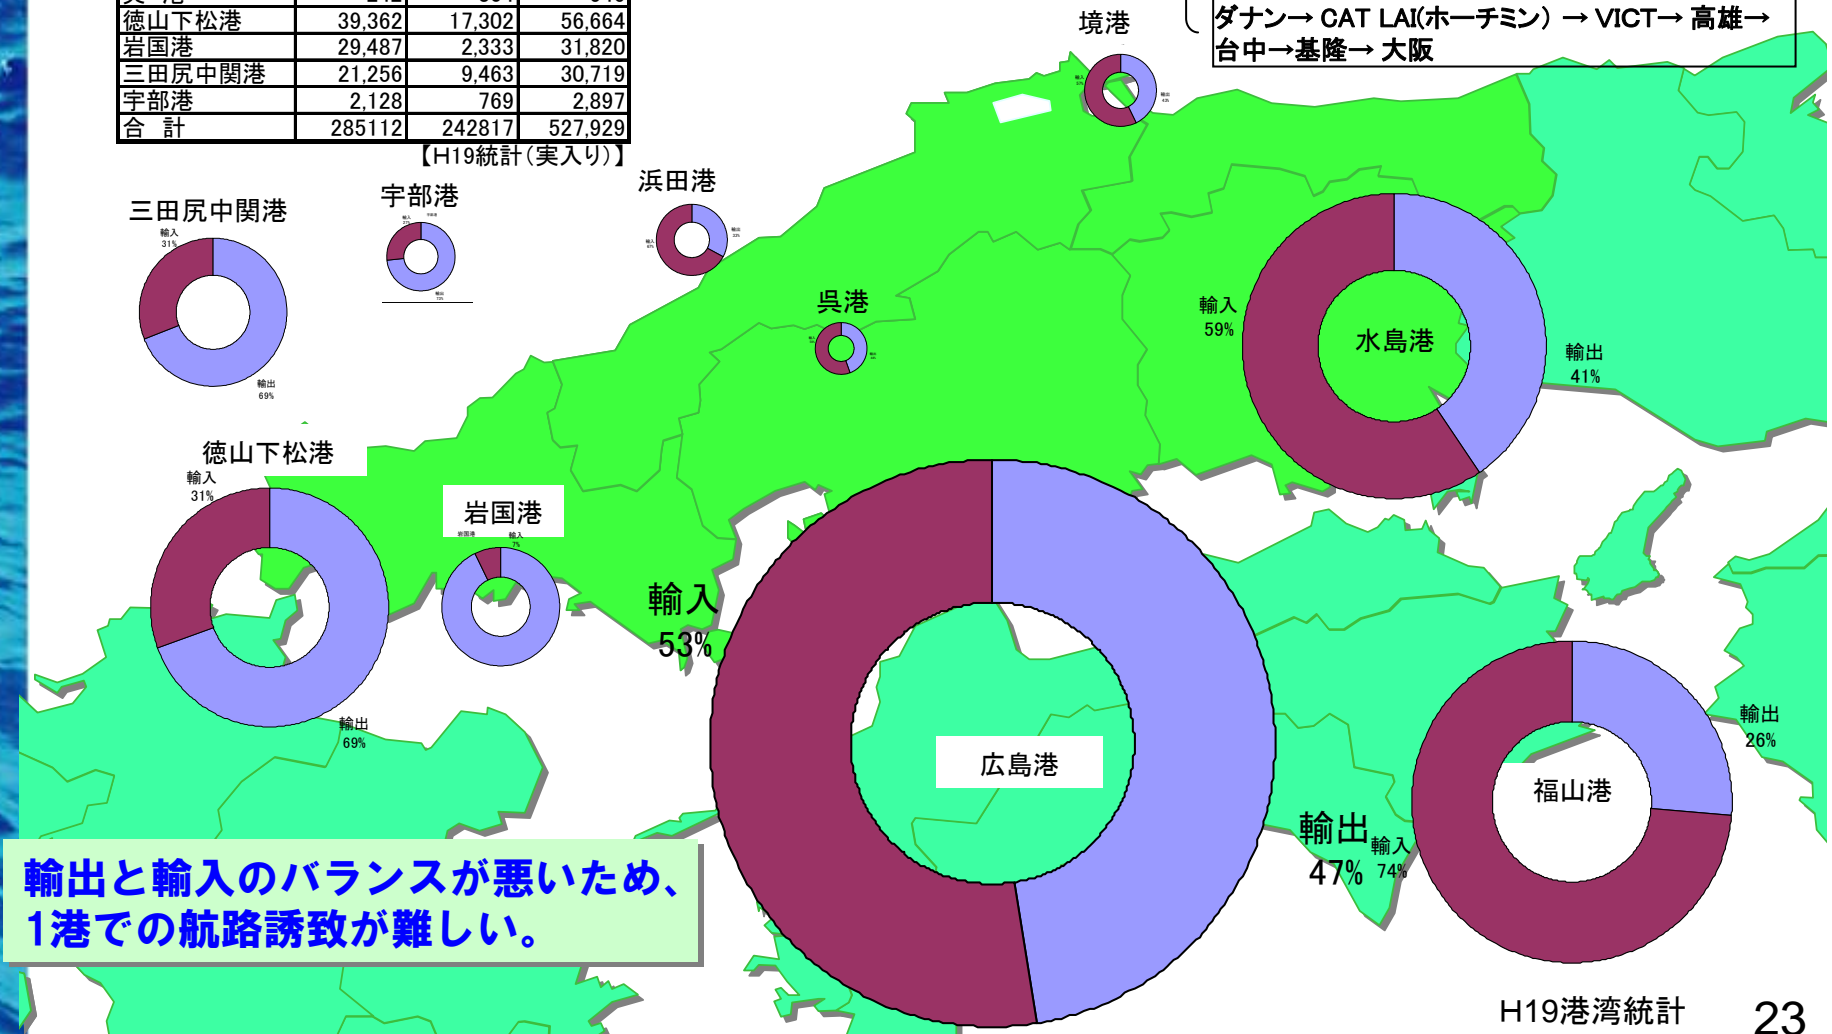 徳山下松港 39,362 17,302 56,664
岩国港 29,487 2,333 31,820
三田尻中関港 21,256 9,463 30,719
宇部港 2,128 769 2,897
合 計 285112 242817 527,929
【H19統計(実入り)】
ダナン→ CAT LAI(ホーチミン) → VICT→ 高雄→
台中→基隆→ 大阪
境港
三田尻中関港
輸入
31%
輸出
69%
宇部港
浜田港
呉港
水島港
輸入
59%
輸出
41%
徳山下松港
輸入
31%
輸出
69%
岩国港
岩国港
輸入
7%
広島港
輸入
53%
輸出
47%
福山港
輸出
26%
輸入
74%
輸出と輸入のバランスが悪いため、
1港での航路誘致が難しい。
H19港湾統計
23